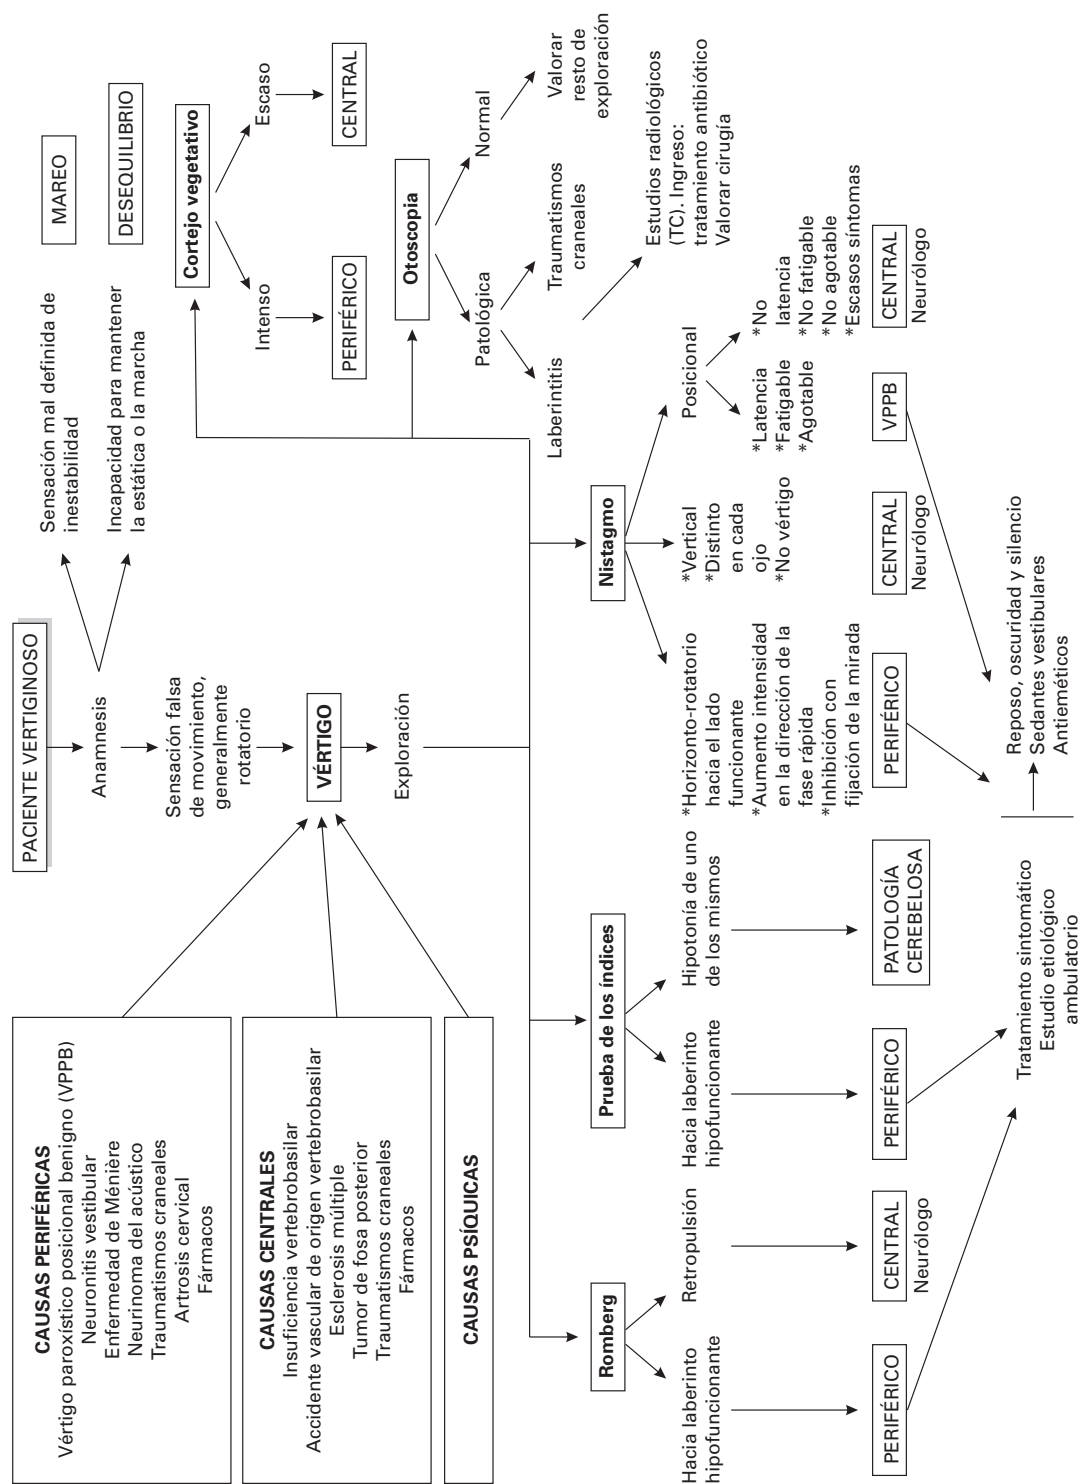 PACIENTE VERTIGINOSO
Anamnesis
Sensación mal definida de
inestabilidad
MAREO
Incapacidad para mantener
la estática o la marcha
DESEQUILIBRIO
Sensación falsa
de movimiento,
generalmente
rotatorio
VÉRTIGO
Exploración
CAUSAS PERIFÉRICAS
Vértigo paroxístico posicional benigno (VPPB)
Neuronitis vestibular
Enfermedad de Ménière
Neurinoma del acústico
Traumatismos craneales
Artrosis cervical
Fármacos
CAUSAS CENTRALES
Insuficiencia vertebrobasilar
Accidente vascular de origen vertebrobasilar
Esclerosis múltiple
Tumor de fosa posterior
Traumatismos craneales
Fármacos
CAUSAS PSÍQUICAS
Cortejo vegetativo
Intenso
Escaso
PERIFÉRICO
CENTRAL
Otoscopia
Patológica
Normal
Laberintitis
Traumatismos
craneales
Valorar
resto de
exploración
Estudios radiológicos
(TC). Ingreso:
tratamiento antibiótico
Valorar cirugía
Romberg
Hacia laberinto
hipofuncionante
Retropulsión
PERIFÉRICO
CENTRAL
Neurólogo
Prueba de los índices
Hacia laberinto
hipofuncionante
Hipotonía de uno
de los mismos
PERIFÉRICO
PATOLOGÍA
CEREBELOSA
Nistagmo
*Horizonto-rotatorio
hacia el lado
funcionante
*Aumento intensidad
en la dirección de la
fase rápida
*Inhibición con
fijación de la mirada
*Vertical
*Distinto
en cada
ojo
*No vértigo
Posicional
*Latencia
*Fatigable
*Agotable
*No
latencia
*No fatigable
*No agotable
*Escasos síntomas
PERIFÉRICO
CENTRAL
Neurólogo
VPPB
CENTRAL
Neurólogo
Tratamiento sintomático
Estudio etiológico
ambulatorio
Reposo, oscuridad y silencio
Sedantes vestibulares
Antieméticos